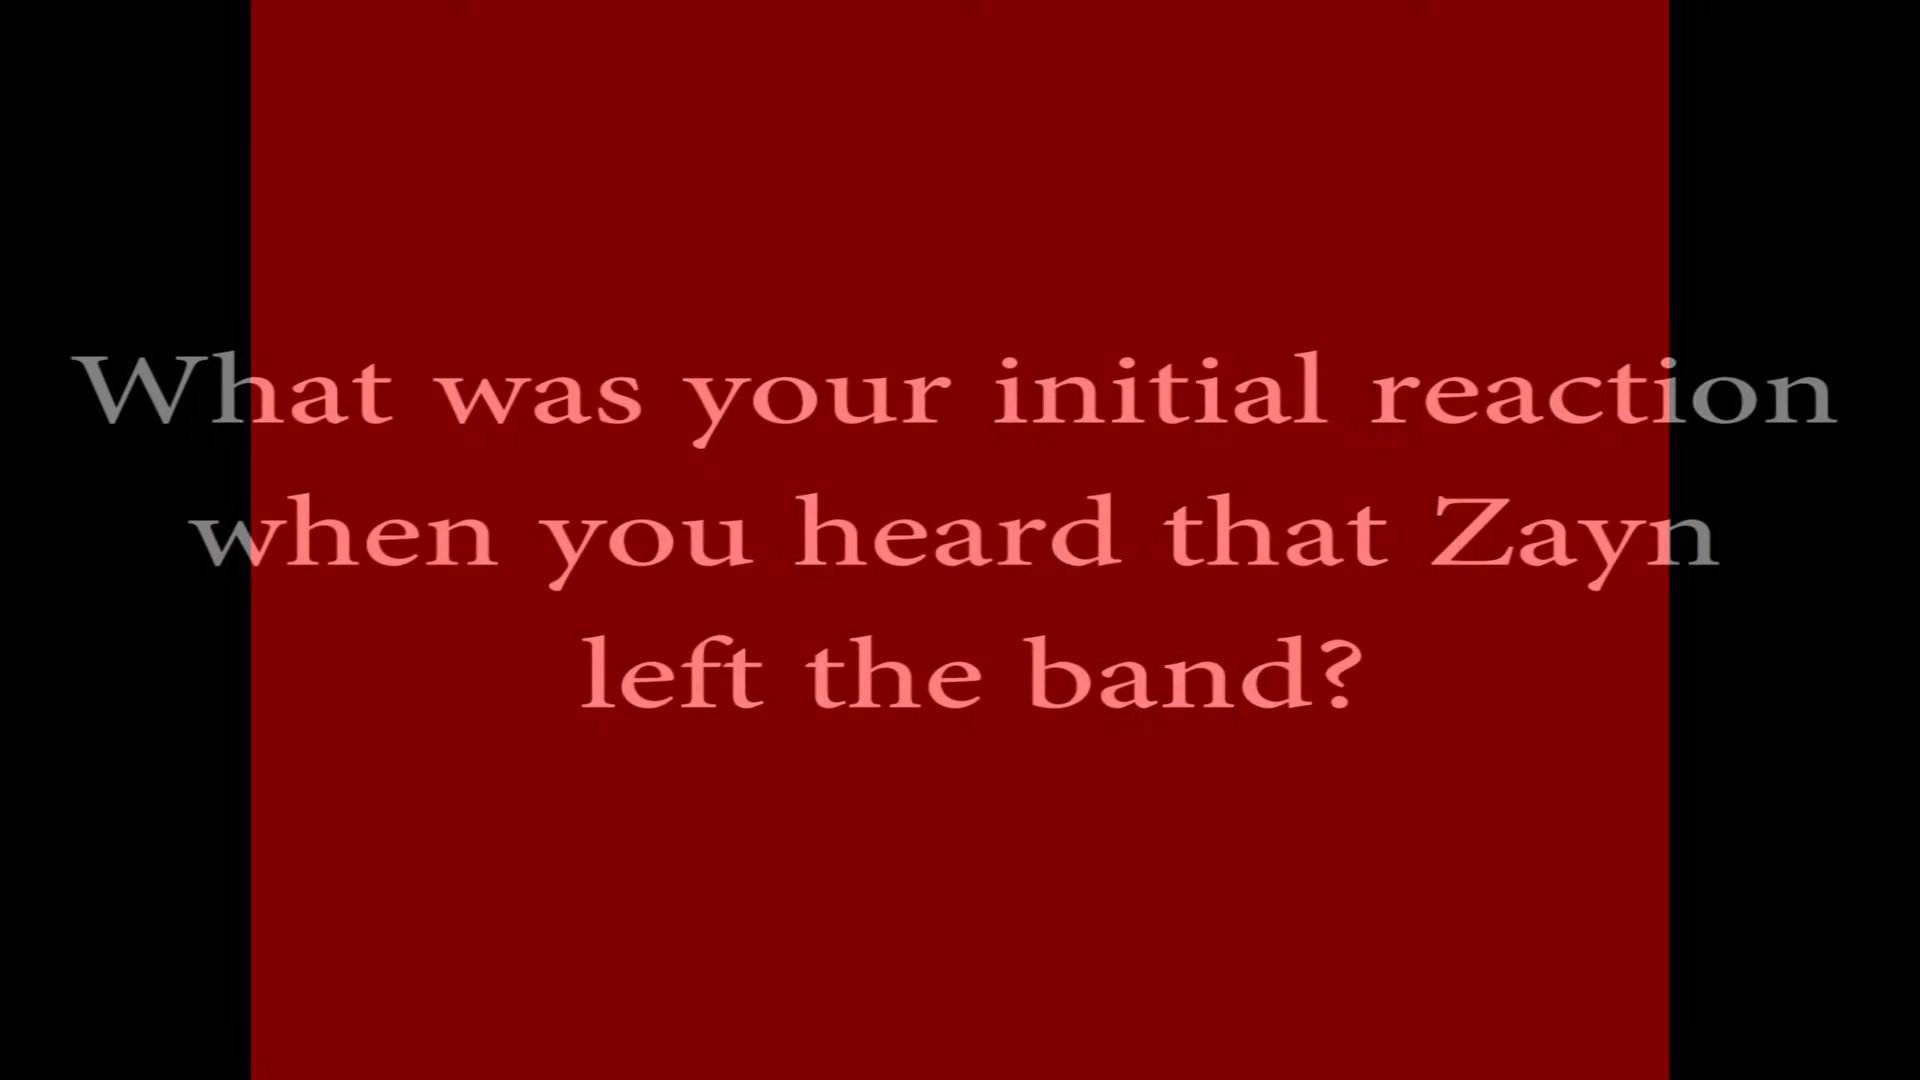 What was your initial reaction
when you heard that Zayn
left the band?